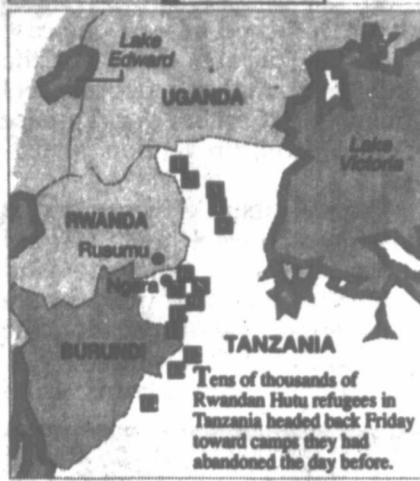 Lake
Edward
UGANDA
Lake
Victoria
RWANDA
Rusumu
Ngara
BURUNDI
TANZANIA
Tens of thousands of
Rwandan Hutu refugees in
Tanzania headed back Friday
toward camps they had
abandoned the day before.